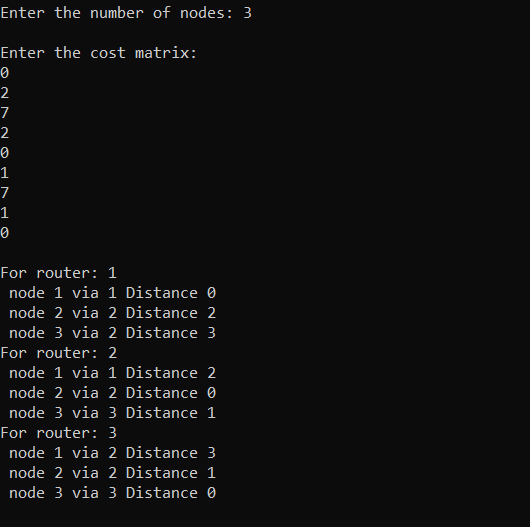 Enter the number of nodes: 3
Enter the cost matrix:
0
2
7
2
0
1
7
1
0
For router: 1
node 1 via 1 Distance 0
node 2 via 2 Distance 2
node 3 via 2 Distance 3
For router: 2
node 1 via 1 Distance 2
node 2 via 2 Distance 0
node 3 via 3 Distance 1
For router: 3
node 1 via 2 Distance 3
node 2 via 2 Distance 1
node 3 via 3 Distance 0